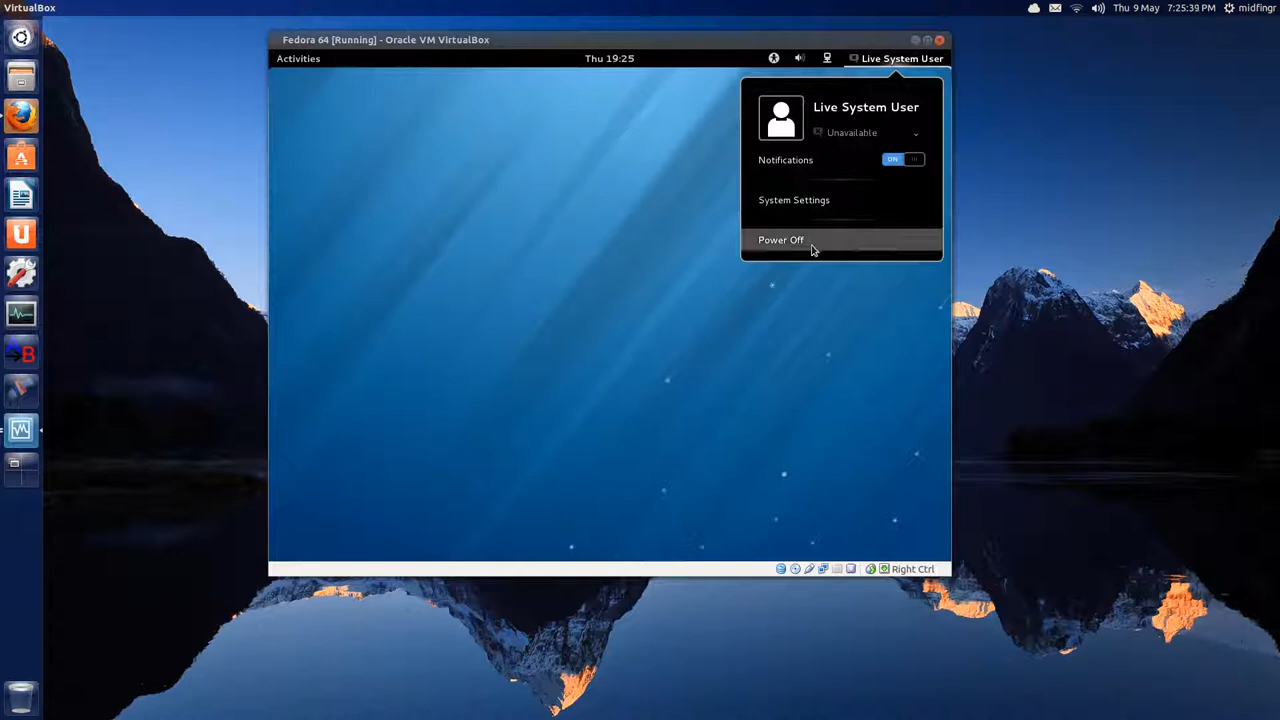 VirtualBox
Thu 9 May 7:25:39 PM midfingr
Fedora 64 [Running] - Oracle VM VirtualBox
Activities
Thu 19:25
Live System User
Live System User
Unavailable
Notifications
ON
System Settings
Power Off
Right Ctrl